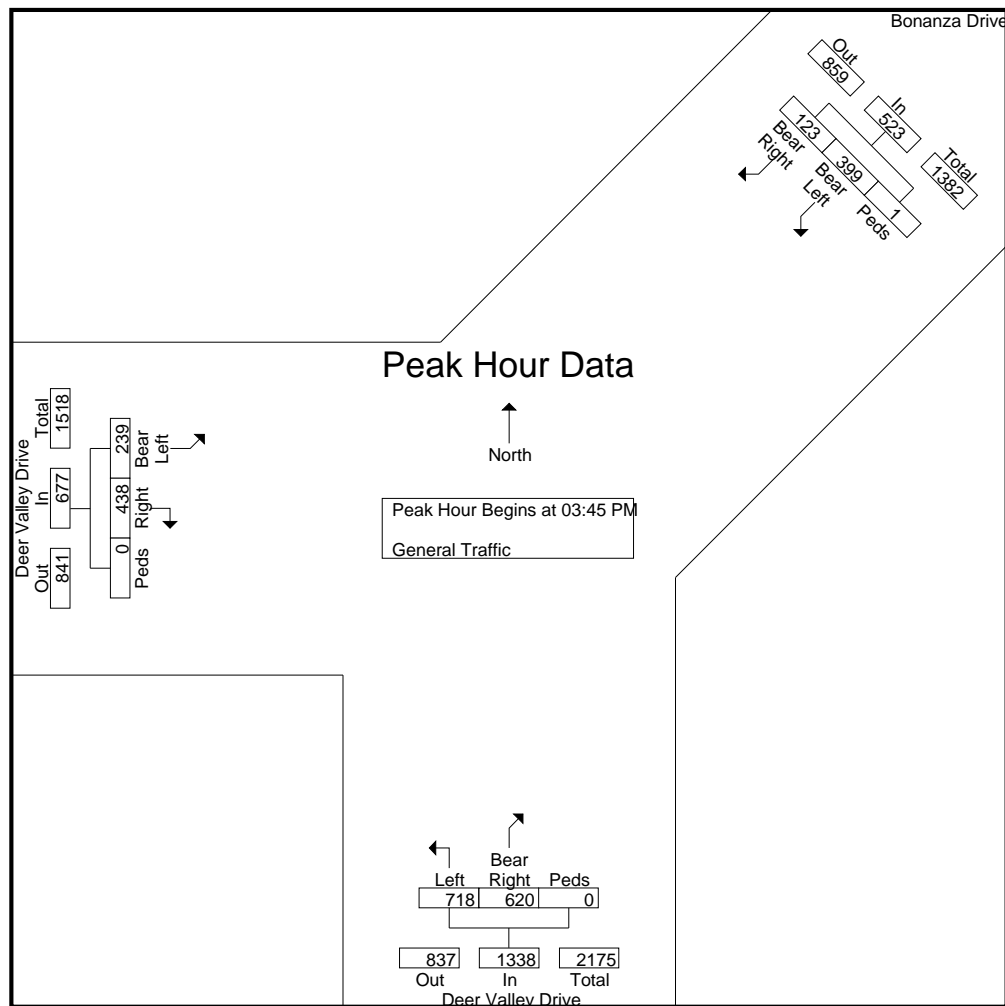 Bonanza Drive
Out
859
In
523
Total
1382
123
399
1
Bear
Right
Bear
Left
Peds
Peak Hour Data
North
Peak Hour Begins at 03:45 PM
General Traffic
Deer Valley Drive
Total
1518
In
677
Out
841
239
438
0
Bear
Left
Right
Peds
Left
Bear
Right
Peds
718
620
0
837
1338
2175
Out
In
Total
Deer Valley Drive